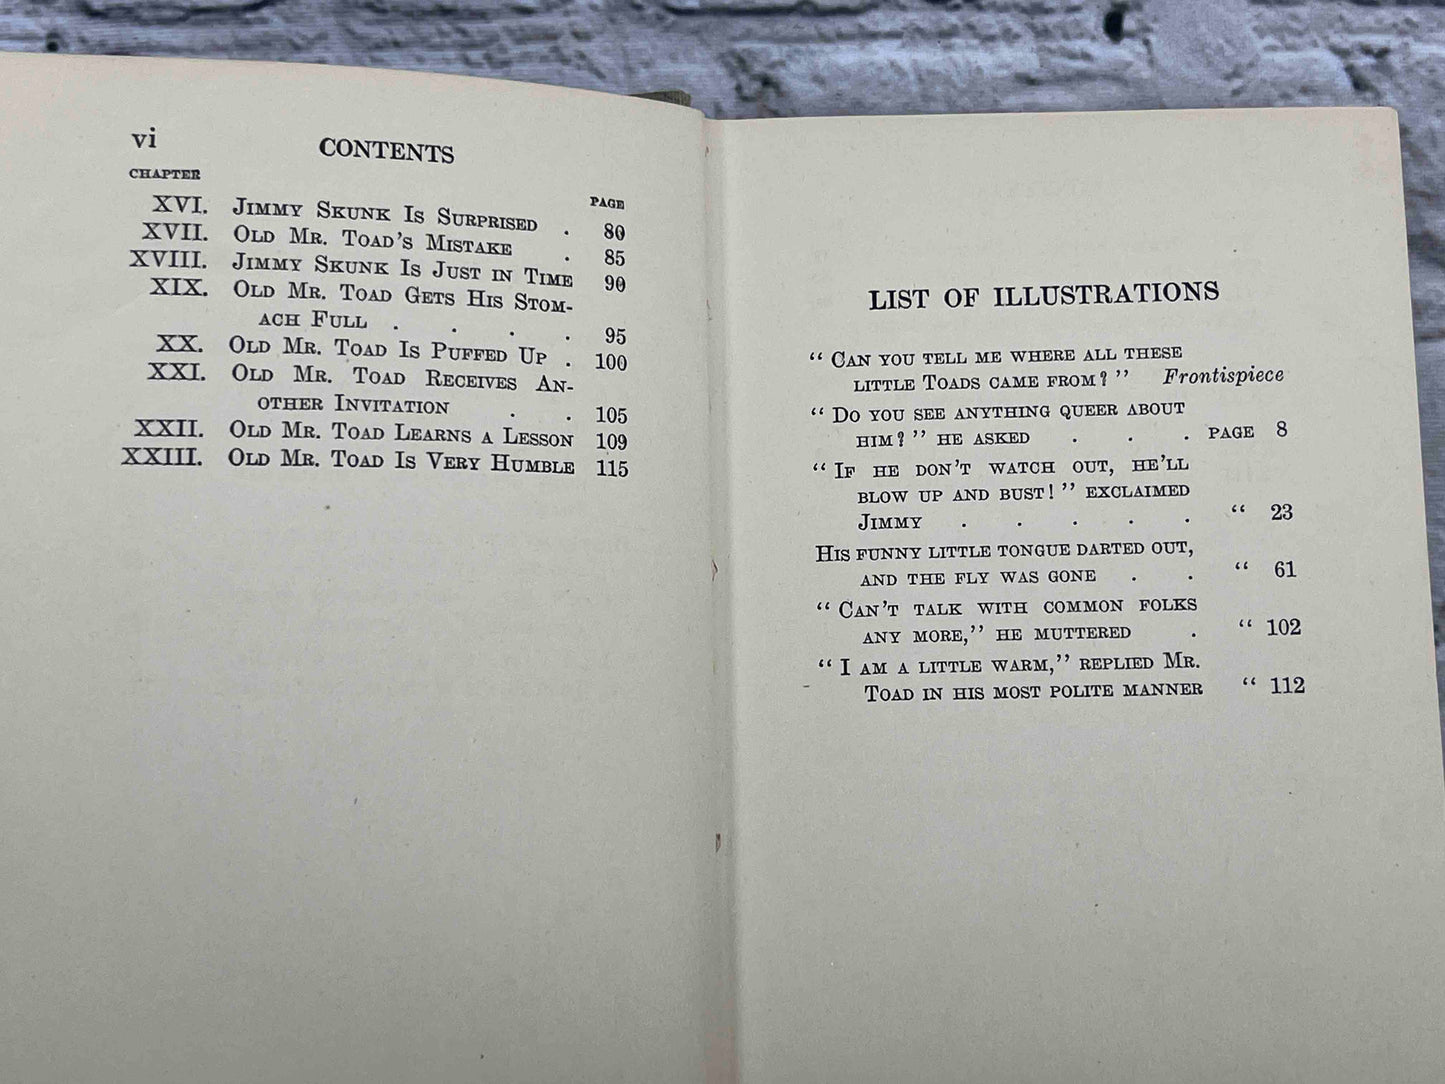 vi CONTENTS
CHAPTER PAGE
XVI. JIMMY SKUNK IS SURPRISED . 80
XVII. OLD MR. TOAD'S MISTAKE . 85
XVIII. JIMMY SKUNK IS JUST IN TIME 90
XIX. OLD MR. TOAD GETS HIS STOM-
ACH FULL . . . . 95
XX. OLD MR. TOAD IS PUFFED UP . 100
XXI. OLD MR. TOAD RECEIVES AN-
OTHER INVITATION . . 105
XXII. OLD MR. TOAD LEARNS A LESSON 109
XXIII. OLD MR. TOAD IS VERY HUMBLE 115
LIST OF ILLUSTRATIONS
“ CAN YOU TELL ME WHERE ALL THESE
LITTLE TOADS CAME FROM? ” Frontispiece
“ DO YOU SEE ANYTHING QUEER ABOUT
HIM? ” HE ASKED . . . PAGE 8
“ IF HE DON'T WATCH OUT, HE'LL
BLOW UP AND BUST! ” EXCLAIMED
JIMMY . . . . . “ 23
HIS FUNNY LITTLE TONGUE DARTED OUT,
AND THE FLY WAS GONE . . “ 61
“ CAN'T TALK WITH COMMON FOLKS
ANY MORE,” HE MUTTERED . “ 102
“ I AM A LITTLE WARM,” REPLIED MR.
TOAD IN HIS MOST POLITE MANNER “ 112